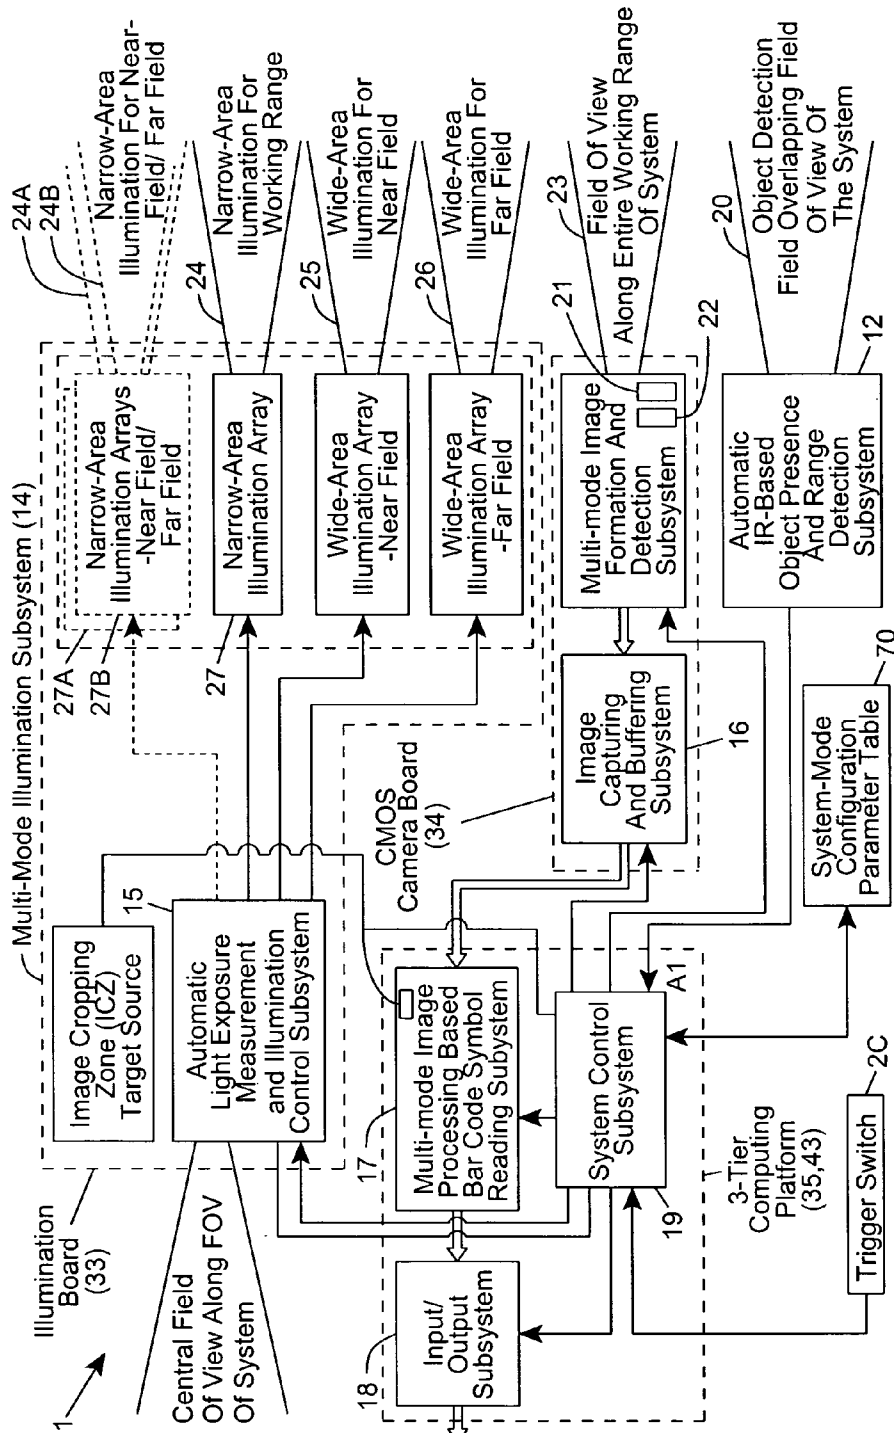 Multi-Mode Illumination Subsystem (14)
Illumination
Board
(33)
1
Central Field
Of View Along FOV
Of System
Image Cropping
Zone (ICZ)
Target Source
15
Automatic
Light Exposure
Measurement
and Illumination
Control Subsystem
27A
27B
Narrow-Area
Illumination Arrays
-Near Field/
Far Field
24A
24B
Narrow-Area
Illumination For Near-
Field/ Far Field
27
Narrow-Area
Illumination Array
24
Narrow-Area
Illumination For
Working Range
Wide-Area
Illumination Array
-Near Field
25
Wide-Area
Illumination For
Near Field
Wide-Area
Illumination Array
-Far Field
26
Wide-Area
Illumination For
Far Field
CMOS
Camera Board
(34)
Image
Capturing
And Buffering
Subsystem
16
Multi-mode Image
Formation And
Detection
Subsystem
21
22
23
Field Of View
Along Entire Working Range
Of System
17
Multi-mode Image
Processing Based
Bar Code Symbol
Reading Subsystem
18
Input/
Output
Subsystem
System Control
Subsystem
19
A1
Automatic
IR-Based
Object Presence
And Range
Detection
Subsystem
12
20
Object Detection
Field Overlapping Field
Of View Of
The System
3-Tier
Computing
Platform
(35,43)
Trigger Switch
2C
System-Mode
Configuration
Parameter Table
70